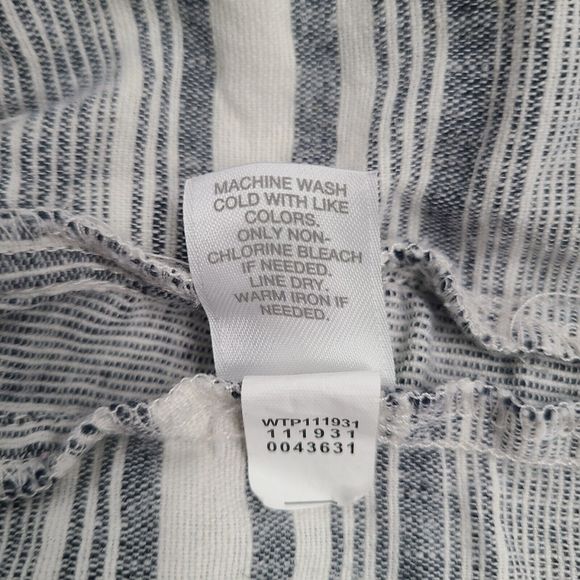 MACHINE WASH
COLD WITH LIKE
COLORS.
ONLY NON-
CHLORINE BLEACH
IF NEEDED.
LINE DRY.
WARM IRON IF
NEEDED.
WTP111931
111931
0043631